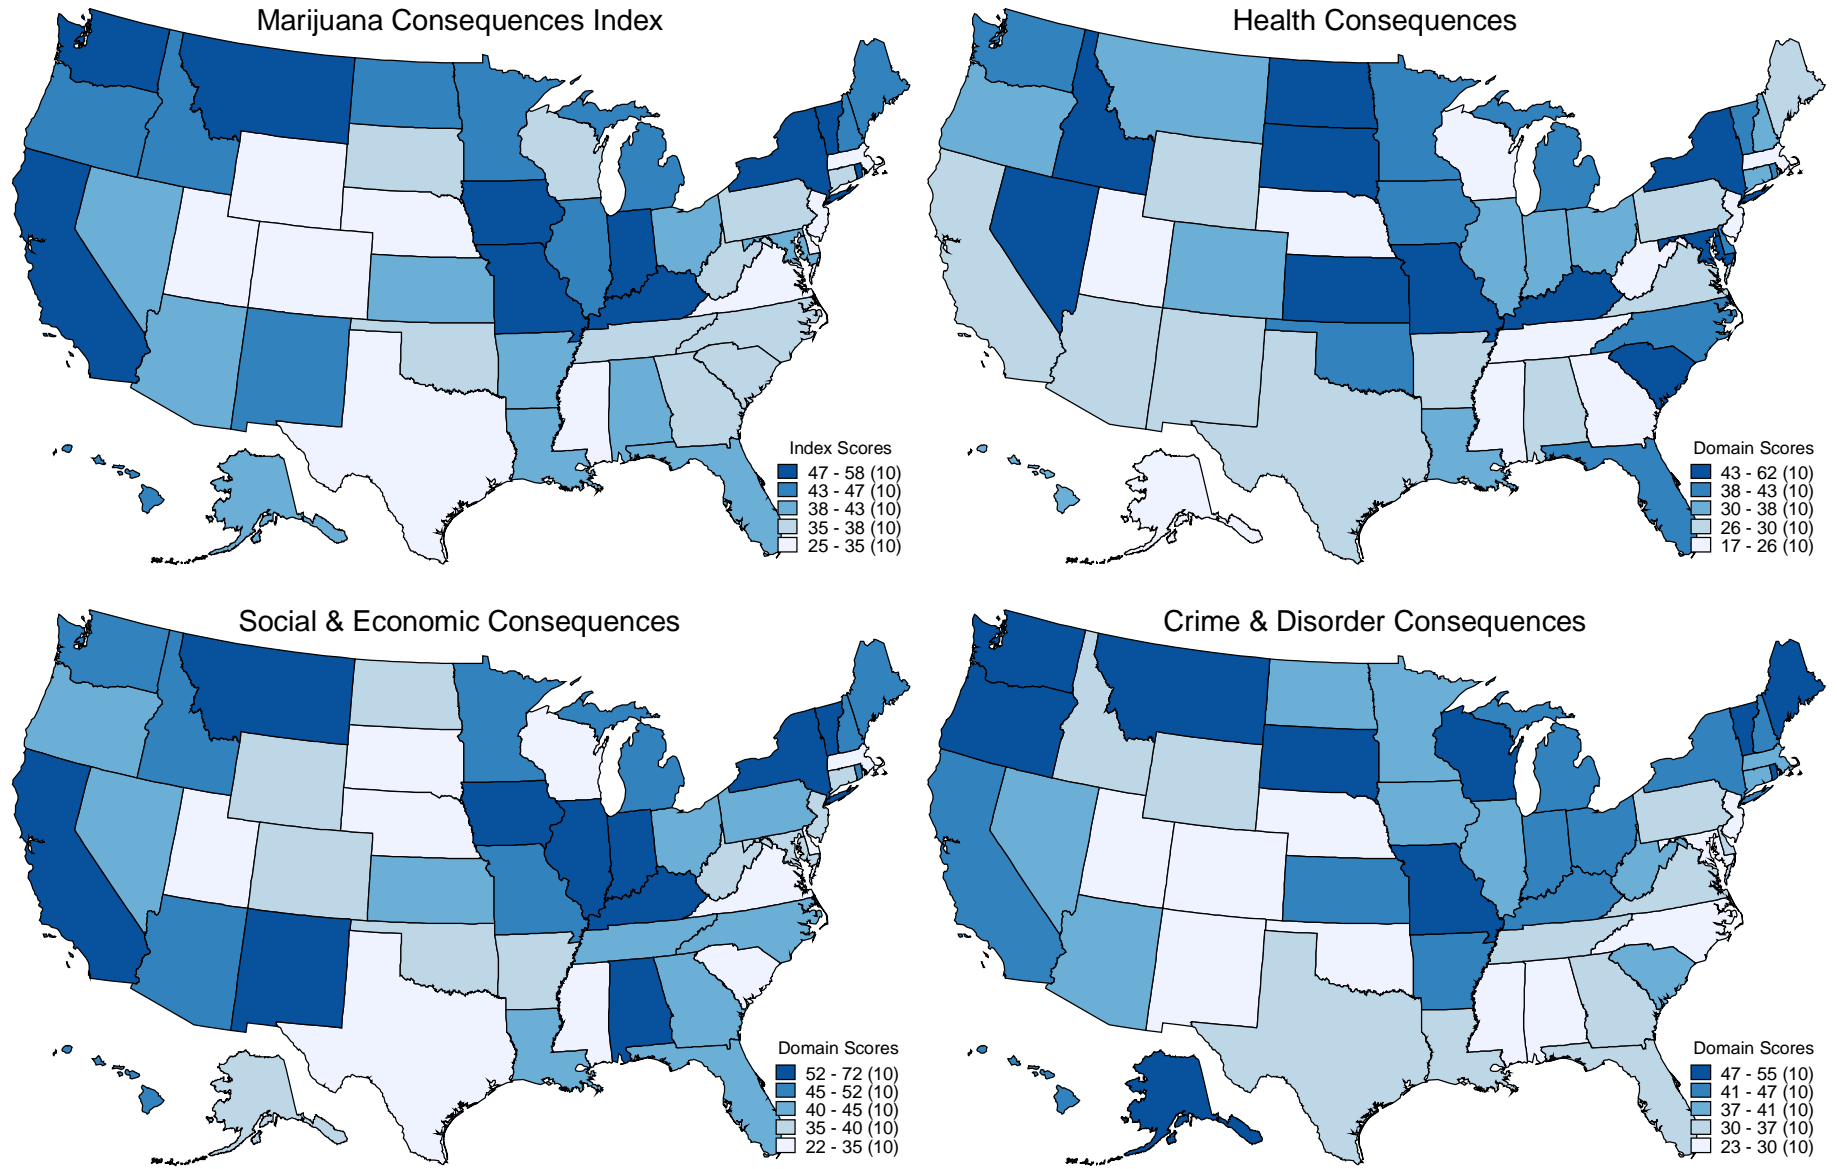 Marijuana Consequences Index
Index Scores
47 - 58 (10)
43 - 47 (10)
38 - 43 (10)
35 - 38 (10)
25 - 35 (10)
Health Consequences
Domain Scores
43 - 62 (10)
38 - 43 (10)
30 - 38 (10)
26 - 30 (10)
17 - 26 (10)
Social & Economic Consequences
Domain Scores
52 - 72 (10)
45 - 52 (10)
40 - 45 (10)
35 - 40 (10)
22 - 35 (10)
Crime & Disorder Consequences
Domain Scores
47 - 55 (10)
41 - 47 (10)
37 - 41 (10)
30 - 37 (10)
23 - 30 (10)